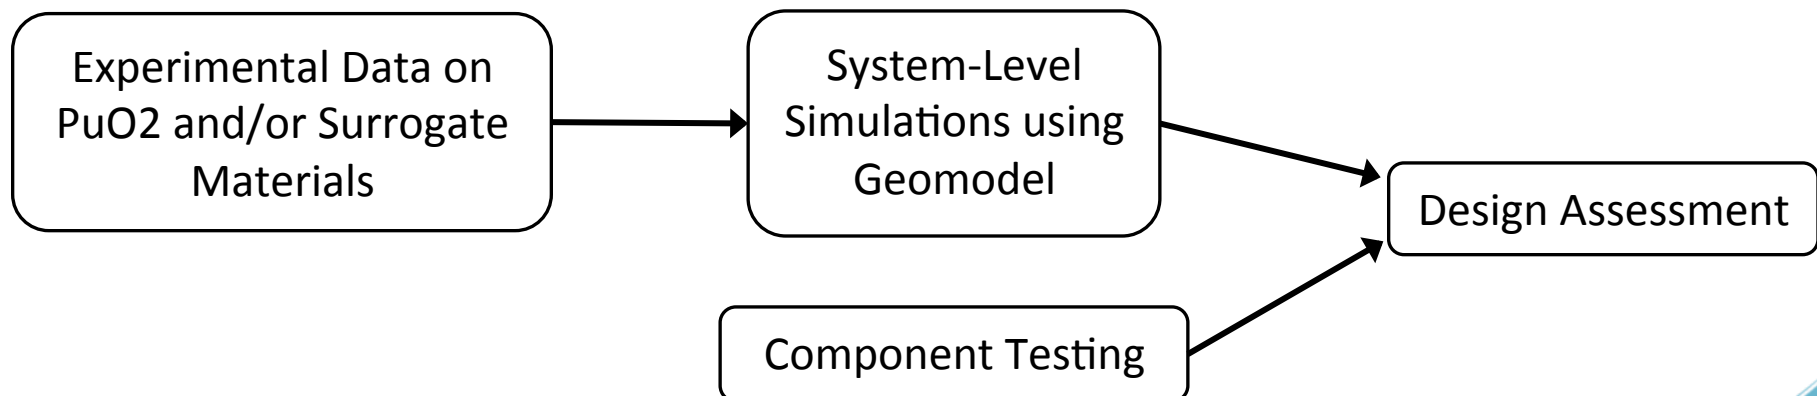 Experimental Data on
PuO2 and/or Surrogate
Materials
System-Level
Simulations using
Geomodel
Design Assessment
Component Testing